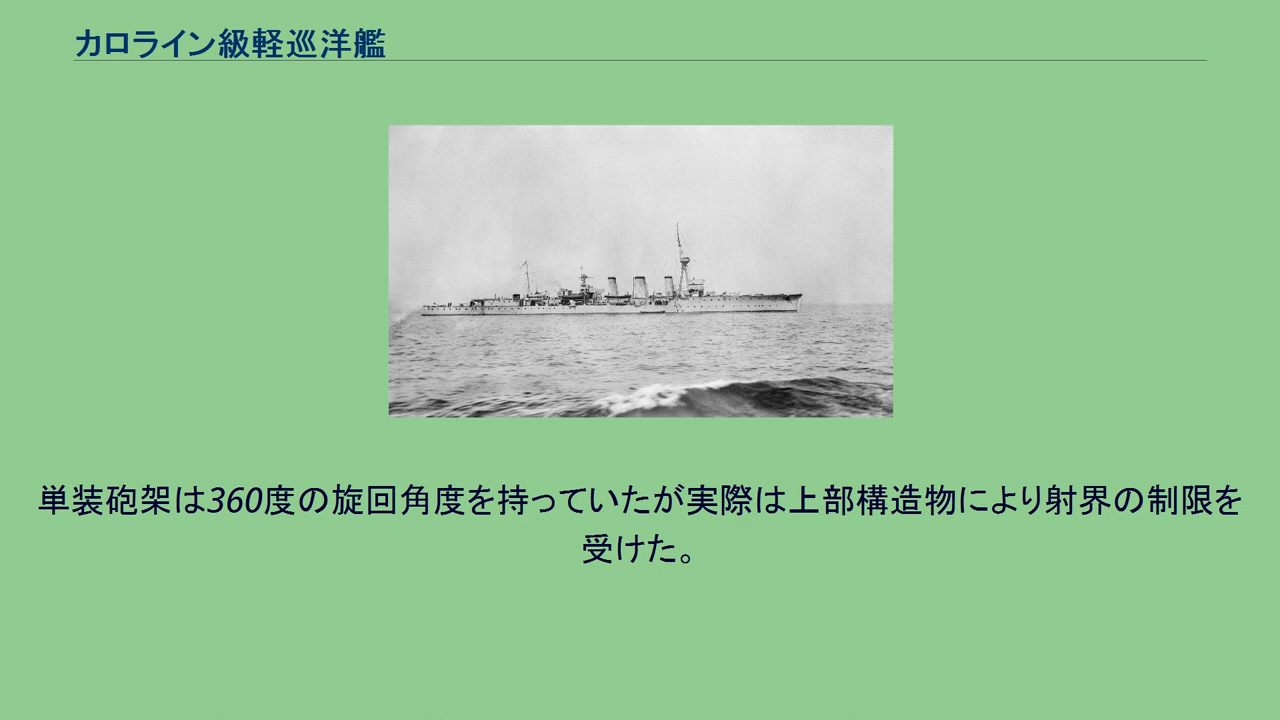 カロライン級軽巡洋艦
単装砲架は360度の旋回角度を持っていたが実際は上部構造物により射界の制限を
受けた。